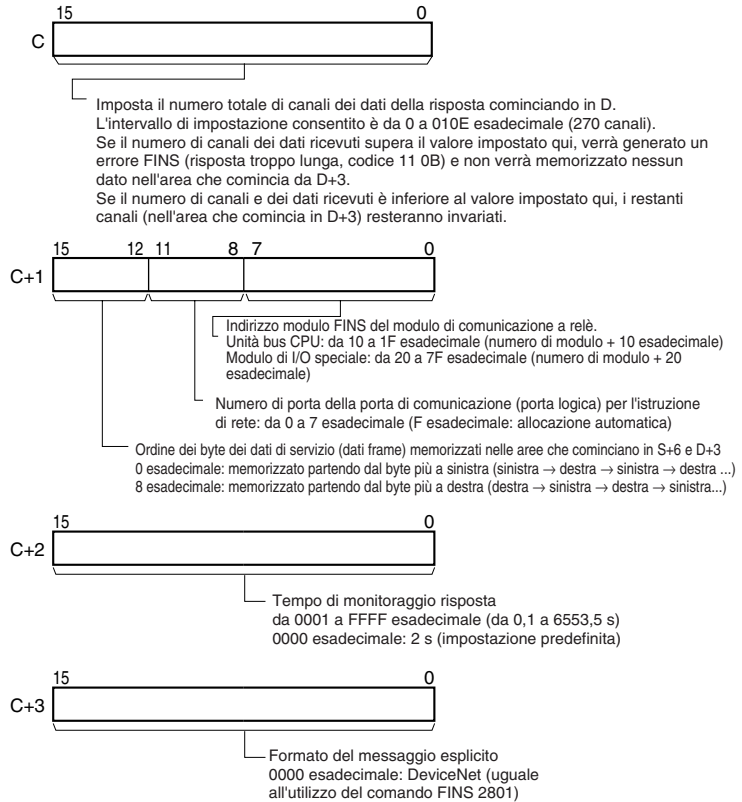 15 0
C
Imposta il numero totale di canali dei dati della risposta cominciando in D.
L'intervallo di impostazione consentito è da 0 a 010E esadecimale (270 canali).
Se il numero di canali dei dati ricevuti supera il valore impostato qui, verrà generato un
errore FINS (risposta troppo lunga, codice 11 0B) e non verrà memorizzato nessun
dato nell'area che comincia da D+3.
Se il numero di canali e dei dati ricevuti è inferiore al valore impostato qui, i restanti
canali (nell'area che comincia in D+3) resteranno invariati.
15 12 11 8 7 0
C+1
Indirizzo modulo FINS del modulo di comunicazione a relè.
Unità bus CPU: da 10 a 1F esadecimale (numero di modulo + 10 esadecimale)
Modulo di I/O speciale: da 20 a 7F esadecimale (numero di modulo + 20
esadecimale)
Numero di porta della porta di comunicazione (porta logica) per l'istruzione
di rete: da 0 a 7 esadecimale (F esadecimale: allocazione automatica)
Ordine dei byte dei dati di servizio (dati frame) memorizzati nelle aree che cominciano in S+6 e D+3
0 esadecimale: memorizzato partendo dal byte più a sinistra (sinistra → destra → sinistra → destra ...)
8 esadecimale: memorizzato partendo dal byte più a destra (destra → sinistra → destra → sinistra...)
15 0
C+2
Tempo di monitoraggio risposta
da 0001 a FFFF esadecimale (da 0,1 a 6553,5 s)
0000 esadecimale: 2 s (impostazione predefinita)
15 0
C+3
Formato del messaggio esplicito
0000 esadecimale: DeviceNet (uguale
all'utilizzo del comando FINS 2801)